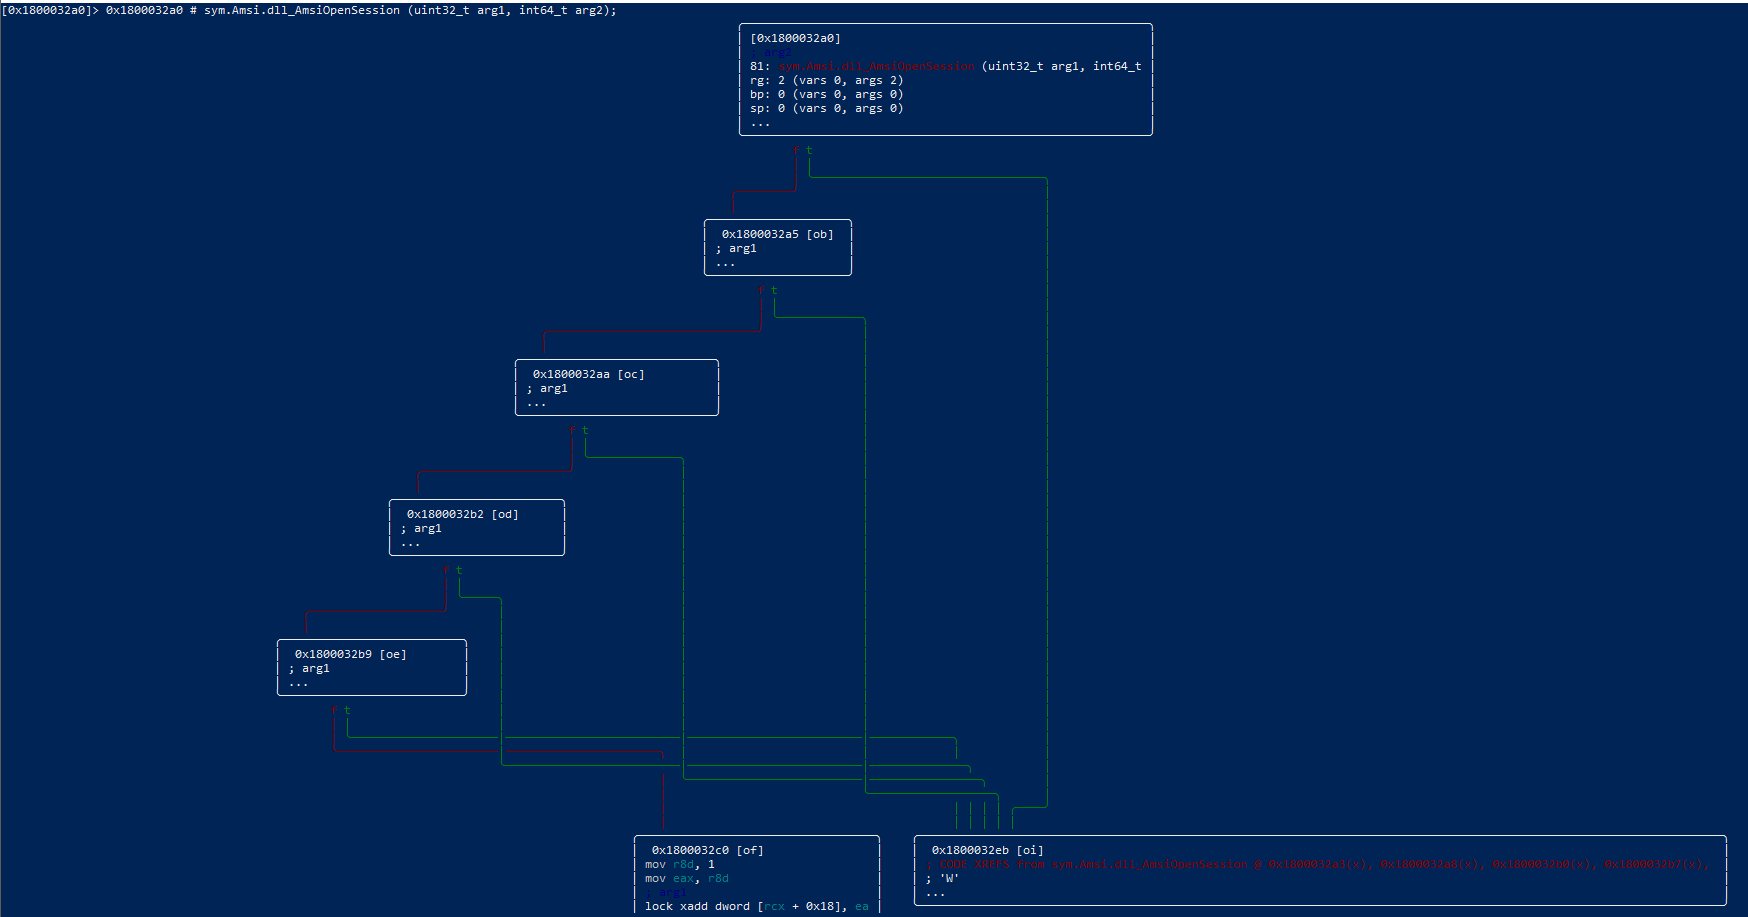 [0x1800032a0]> 0x1800032a0 # sym.Amsi.dll_AmsiOpenSession (uint32_t arg1, int64_t arg2);
[0x1800032a0]
; arg2
81: sym.Amsi.dll_AmsiOpenSession (uint32_t arg1, int64_t
rg: 2 (vars 0, args 2)
bp: 0 (vars 0, args 0)
sp: 0 (vars 0, args 0)
...
f t
0x1800032a5 [ob]
; arg1
...
f t
0x1800032aa [oc]
; arg1
...
f t
0x1800032b2 [od]
; arg1
...
f t
0x1800032b9 [oe]
; arg1
...
f t
0x1800032c0 [of]
mov r8d, 1
mov eax, r8d
; arg1
lock xadd dword [rcx + 0x18], ea
0x1800032eb [oi]
; CODE XREFS from sym.Amsi.dll_AmsiOpenSession @ 0x1800032a3(x), 0x1800032a8(x), 0x1800032b0(x), 0x1800032b7(x),
; 'W'
...